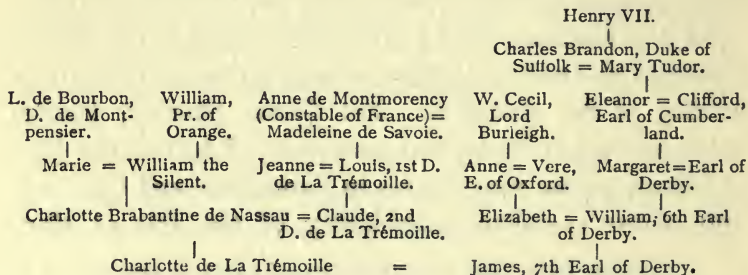 Henry VII.
Charles Brandon, Duke of
Suffolk = Mary Tudor.
L. de Bourbon, William, Anne de Montmorency W. Cecil, Eleanor = Clifford,
D. de Mont- Pr. of (Constable of France)= Lord Earl of Cumber-
pensier. Orange. Madeleine de Savoie. Burleigh. land.
Marie = William the Jeanne = Louis, 1st D. Anne = Vere, Margaret=Earl of
Silent. de La Trémoille. E. of Oxford. Derby.
Charlotte Brabantine de Nassau = Claude, 2nd Elizabeth = William, 6th Earl
D. de La Trémoille. of Derby.
Charlotte de La Trémoille = James, 7th Earl of Derby.